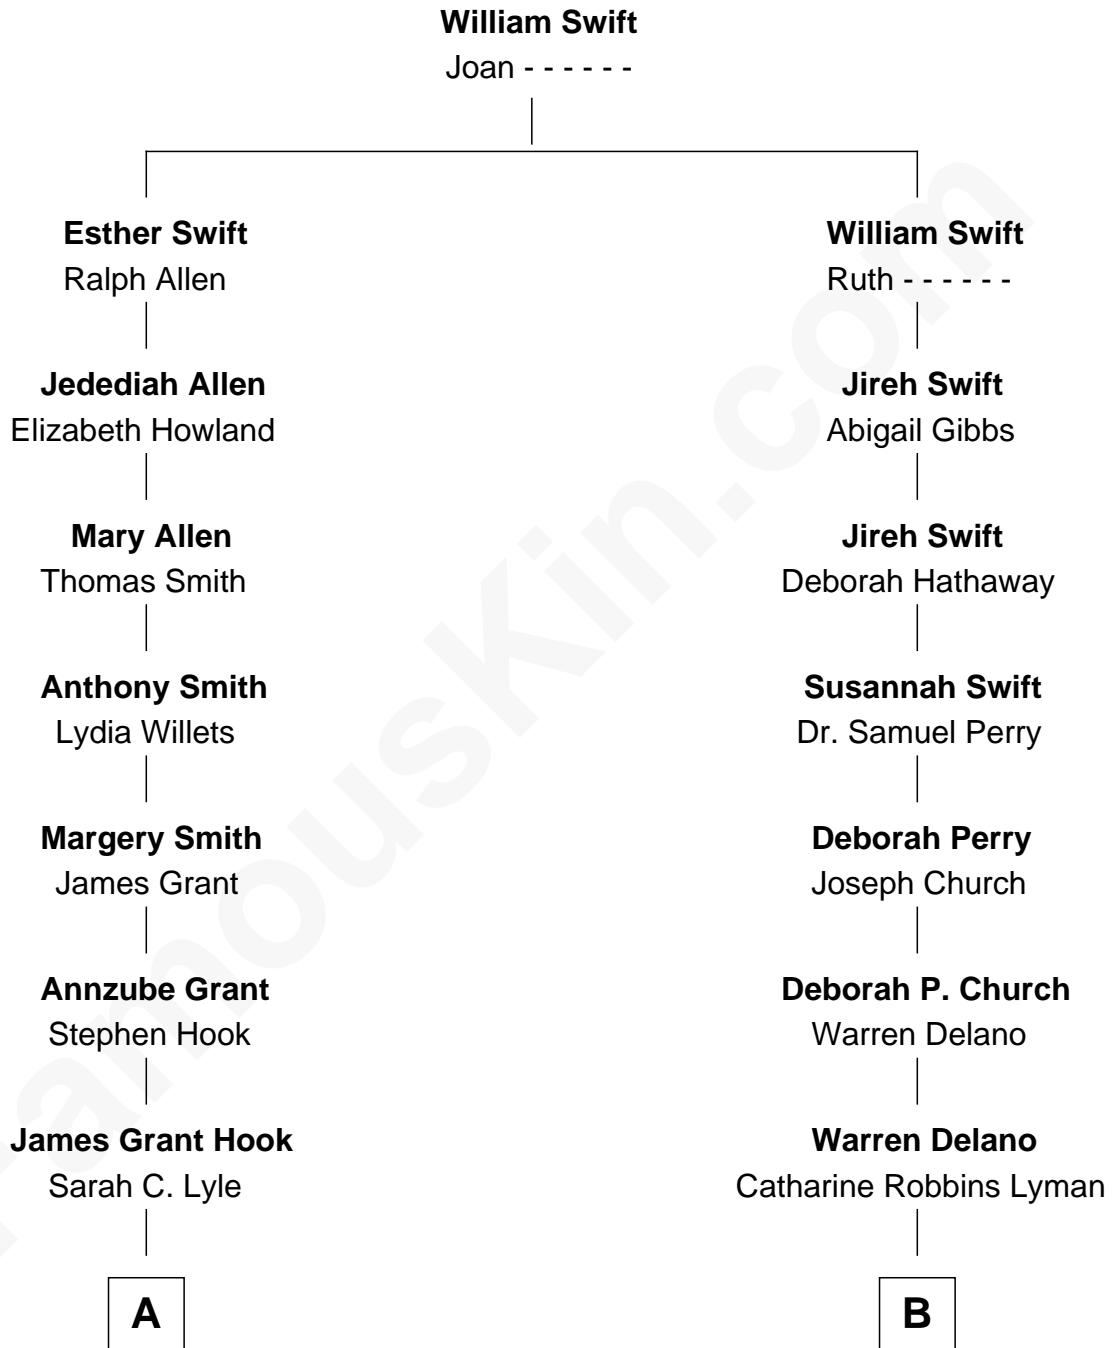 William Swift
Joan - - - - - -
Esther Swift
Ralph Allen
William Swift
Ruth - - - - - -
Jedediah Allen
Elizabeth Howland
Jireh Swift
Abigail Gibbs
Mary Allen
Thomas Smith
Jireh Swift
Deborah Hathaway
Anthony Smith
Lydia Willets
Susannah Swift
Dr. Samuel Perry
Margery Smith
James Grant
Deborah Perry
Joseph Church
Annzube Grant
Stephen Hook
Deborah P. Church
Warren Delano
James Grant Hook
Sarah C. Lyle
Warren Delano
Catharine Robbins Lyman
A
B
FamousKin.com